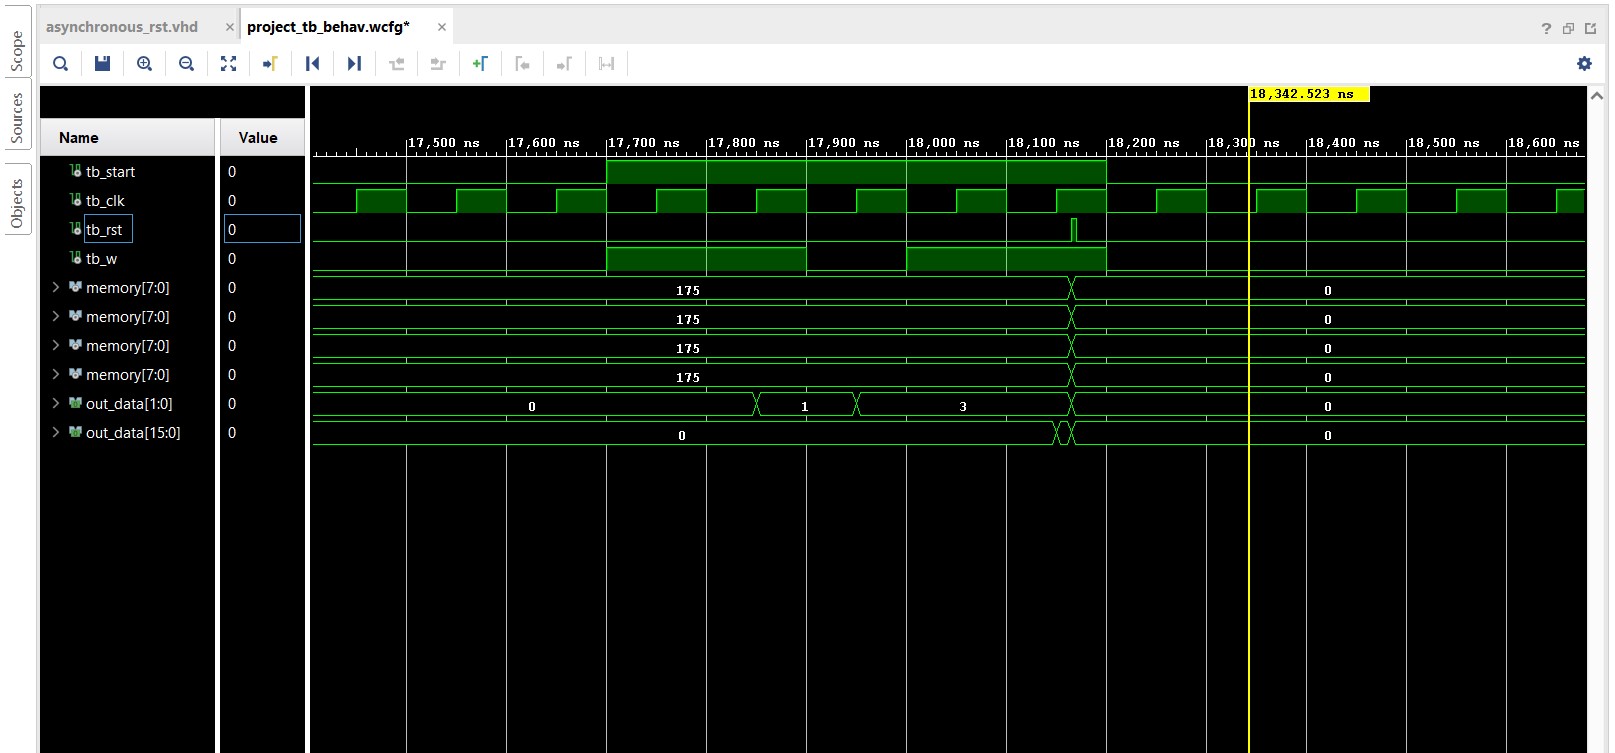 asynchronous_rst.vhd × project_tb_behav.wcfg* ×
?
Scope
Sources
Objects
18,342.523 ns
Name Value
17,500 ns 17,600 ns 17,700 ns 17,800 ns 17,900 ns 18,000 ns 18,100 ns 18,200 ns 18,300 ns 18,400 ns 18,500 ns 18,600 ns
tb_start 0
tb_clk 0
tb_rst 0
tb_w 0
memory[7:0] 0 175 0
memory[7:0] 0 175 0
memory[7:0] 0 175 0
memory[7:0] 0 175 0
out_data[1:0] 0 0 1 3 0
out_data[15:0] 0 0 0